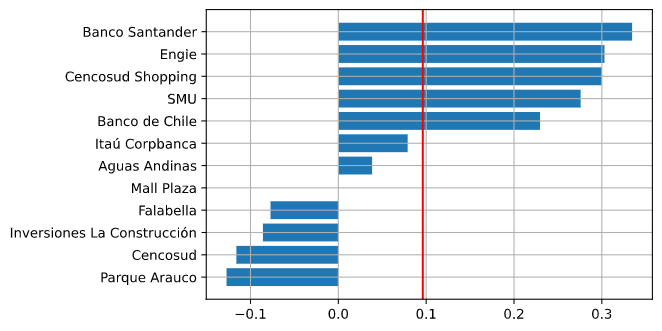 Banco Santander
Engie
Cencosud Shopping
SMU
Banco de Chile
Itaú Corpbanca
Aguas Andinas
Mall Plaza
Falabella
Inversiones La Construcción
Cencosud
Parque Arauco
−0.1 0.0 0.1 0.2 0.3